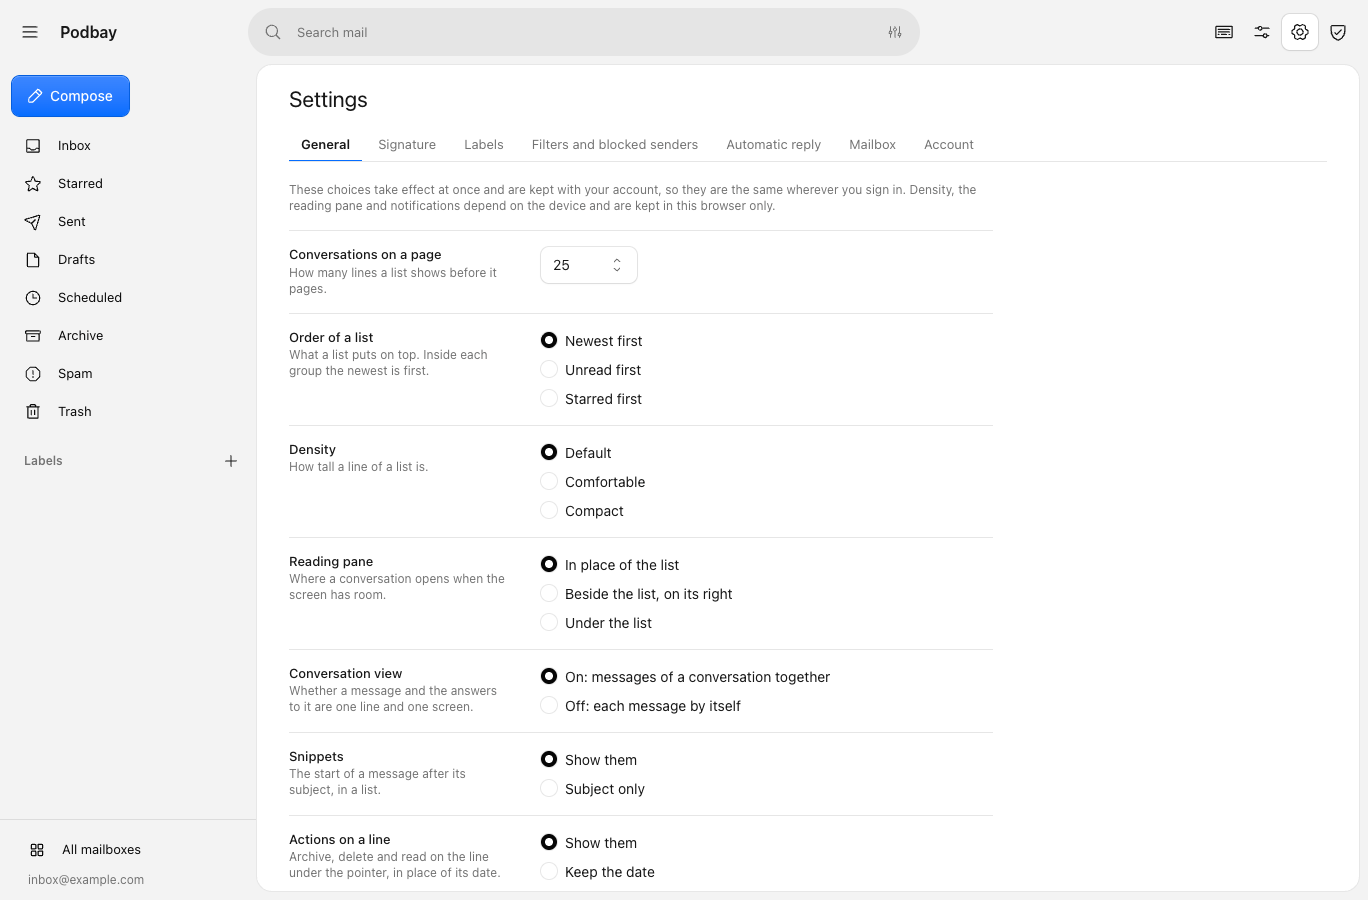 Podbay
Search mail
Compose
Inbox
Starred
Sent
Drafts
Scheduled
Archive
Spam
Trash
Labels
All mailboxes
inbox@example.com
Settings
General
Signature
Labels
Filters and blocked senders
Automatic reply
Mailbox
Account
These choices take effect at once and are kept with your account, so they are the same wherever you sign in. Density, the
reading pane and notifications depend on the device and are kept in this browser only.
Conversations on a page
How many lines a list shows before it
pages.
25
Order of a list
What a list puts on top. Inside each
group the newest is first.
Newest first
Unread first
Starred first
Density
How tall a line of a list is.
Default
Comfortable
Compact
Reading pane
Where a conversation opens when the
screen has room.
In place of the list
Beside the list, on its right
Under the list
Conversation view
Whether a message and the answers
to it are one line and one screen.
On: messages of a conversation together
Off: each message by itself
Snippets
The start of a message after its
subject, in a list.
Show them
Subject only
Actions on a line
Archive, delete and read on the line
under the pointer, in place of its date.
Show them
Keep the date